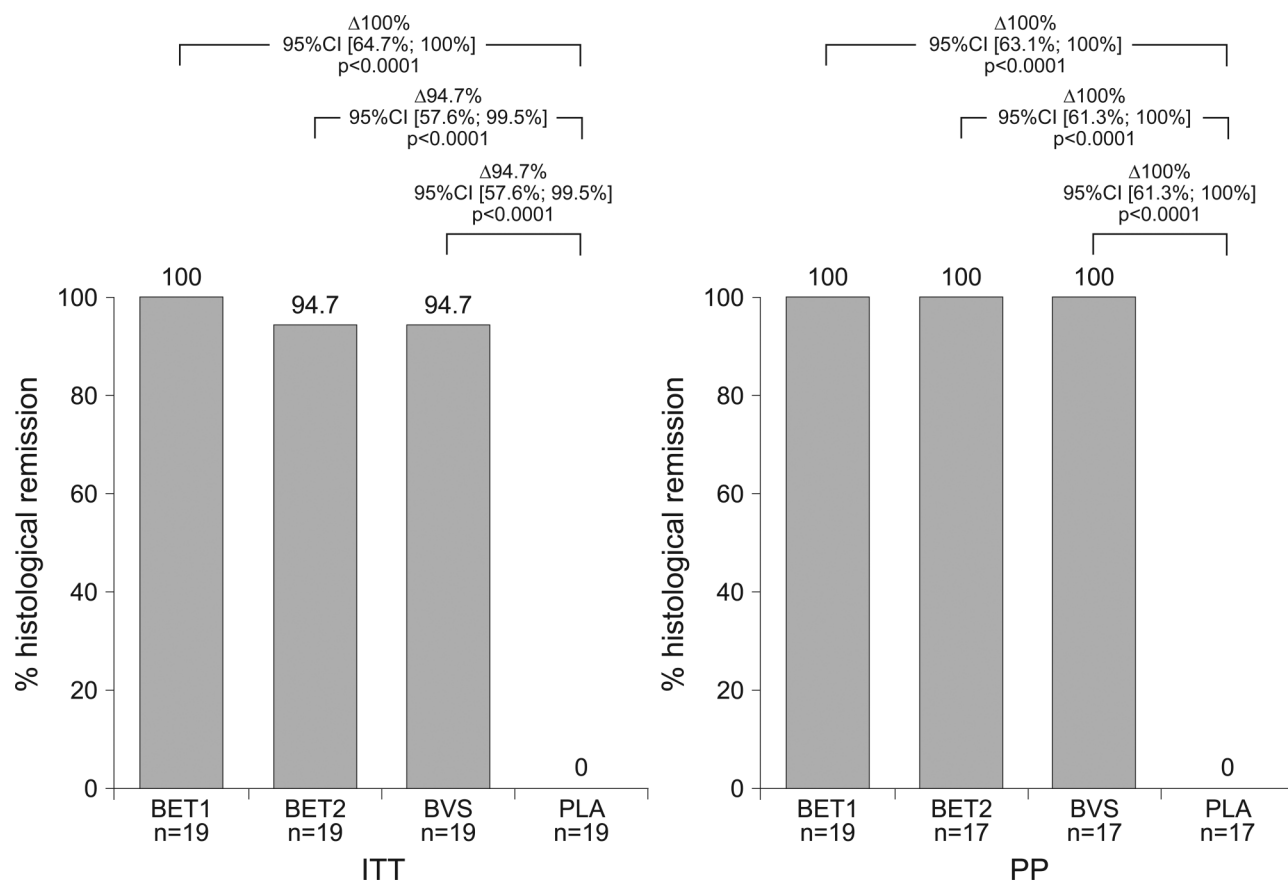 Δ100%
95%CI [64.7%; 100%]
p<0.0001
Δ94.7%
95%CI [57.6%; 99.5%]
p<0.0001
Δ94.7%
95%CI [57.6%; 99.5%]
p<0.0001
100
94.7
94.7
0
% histological remission
100
80
60
40
20
0
BET1 BET2 BVS PLA
n=19 n=19 n=19 n=19
ITT
Δ100%
95%CI [63.1%; 100%]
p<0.0001
Δ100%
95%CI [61.3%; 100%]
p<0.0001
Δ100%
95%CI [61.3%; 100%]
p<0.0001
100
100
100
0
% histological remission
100
80
60
40
20
0
BET1 BET2 BVS PLA
n=19 n=17 n=17 n=17
PP